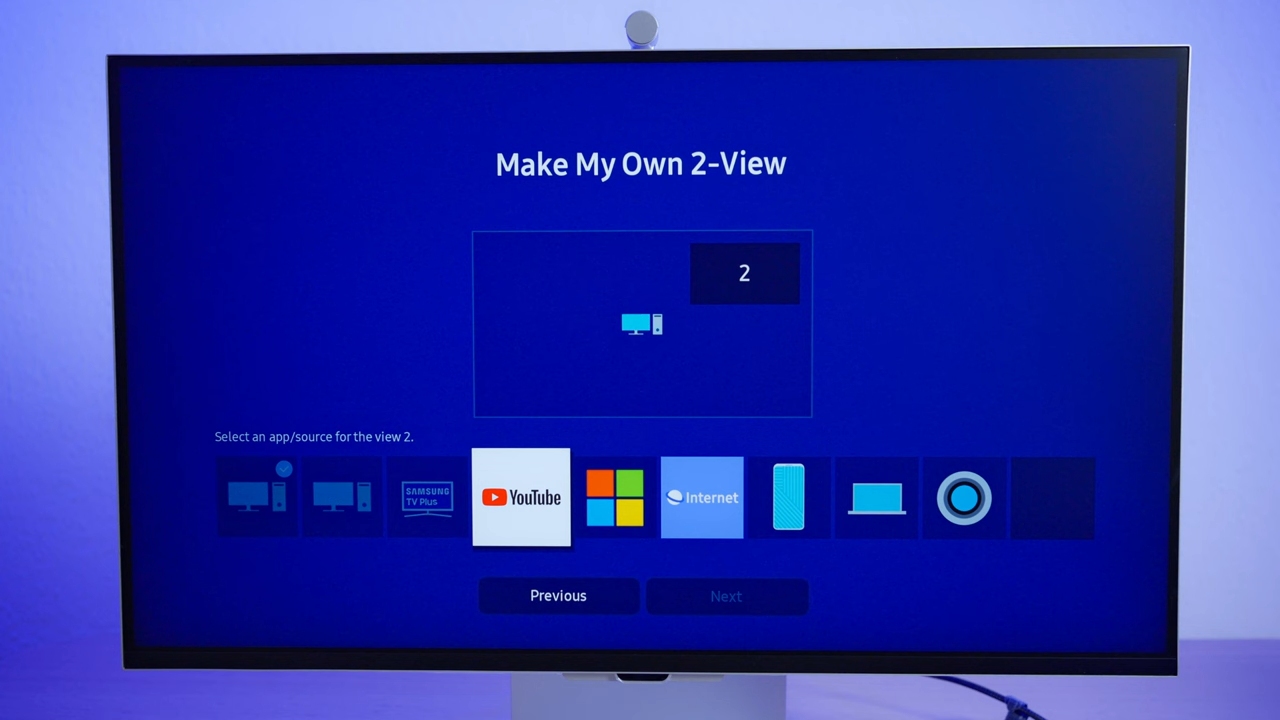 Make My Own 2-View
2
Select an app/source for the view 2.
SAMSUNG
TV Plus
YouTube
Internet
Previous
Next